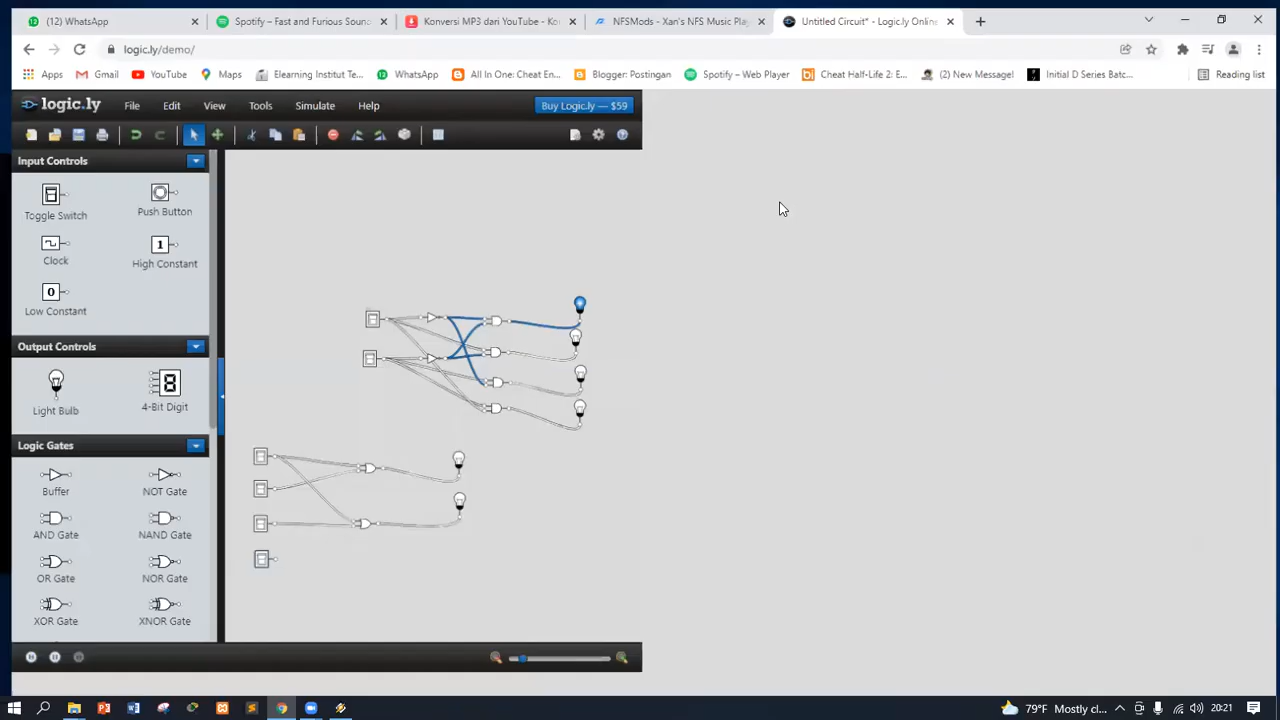 (12) WhatsApp
Spotify – Fast and Furious Soun
Konversi MP3 dari YouTube - Ko
NFSMods - Xan's NFS Music Pla
Untitled Circuit* - Logic.ly Online
logic.ly/demo/
Apps
Gmail
YouTube
Maps
Elearning Institut Te...
WhatsApp
All In One: Cheat En...
Blogger: Postingan
Spotify – Web Player
Cheat Half-Life 2: E...
(2) New Message!
Initial D Series Batc...
Reading list
logic.ly
File
Edit
View
Tools
Simulate
Help
Buy Logic.ly — $59
Input Controls
Toggle Switch
Push Button
Clock
1
High Constant
0
Low Constant
Output Controls
Light Bulb
8
4-Bit Digit
Logic Gates
Buffer
NOT Gate
AND Gate
NAND Gate
OR Gate
NOR Gate
XOR Gate
XNOR Gate
79°F Mostly cl...
20:21